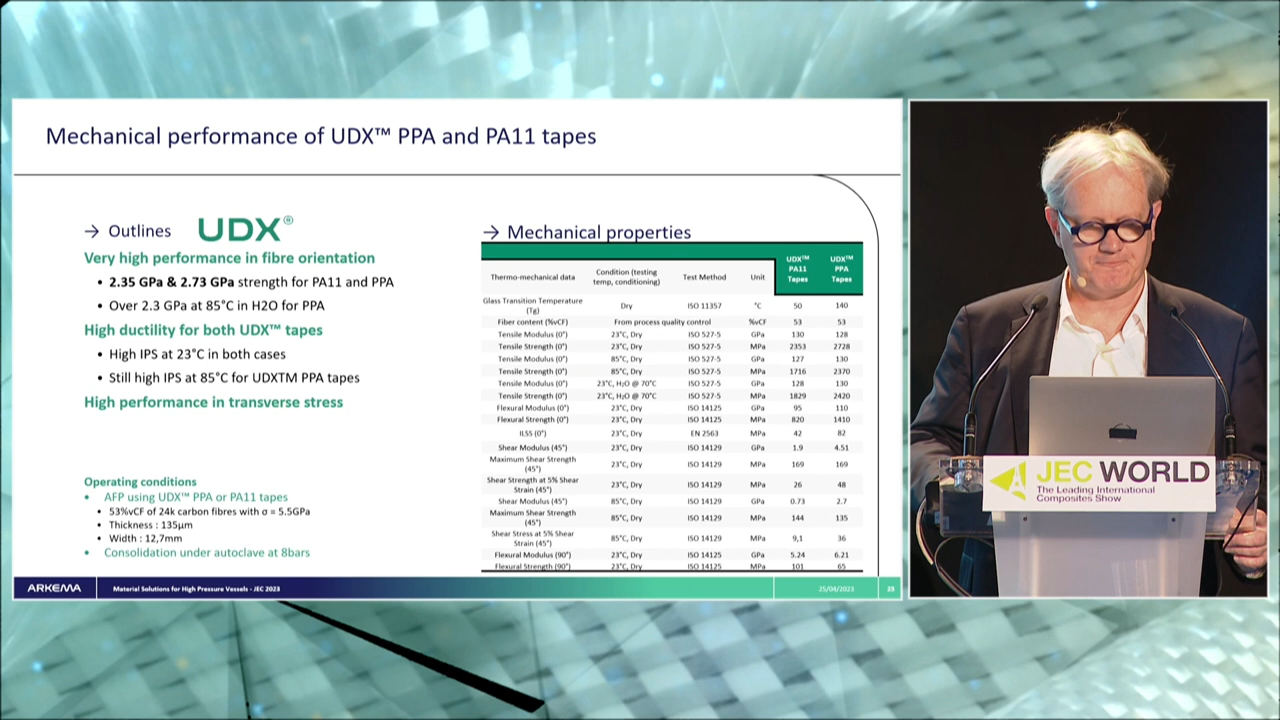 Mechanical performance of UDX™ PPA and PA11 tapes
→ Outlines UDX®
Very high performance in fibre orientation
• 2.35 GPa & 2.73 GPa strength for PA11 and PPA
• Over 2.3 GPa at 85°C in H2O for PPA
High ductility for both UDX™ tapes
• High IPS at 23°C in both cases
• Still high IPS at 85°C for UDXTM PPA tapes
High performance in transverse stress
Operating conditions
• AFP using UDX™ PPA or PA11 tapes
• 53%vCF of 24k carbon fibres with σ = 5.5GPa
• Thickness : 135µm
• Width : 12,7mm
• Consolidation under autoclave at 8bars
→ Mechanical properties
Thermo-mechanical data Condition (testing temp, conditioning) Test Method Unit UDX™ PA11 Tapes UDX™ PPA Tapes
Glass Transition Temperature (Tg) Dry ISO 11357 °C 50 140
Fiber content (%vCF) From process quality control %vCF 53 53
Tensile Modulus (0°) 23°C, Dry ISO 527-5 GPa 130 128
Tensile Strength (0°) 23°C, Dry ISO 527-5 MPa 2353 2728
Tensile Modulus (0°) 85°C, Dry ISO 527-5 GPa 127 130
Tensile Strength (0°) 85°C, Dry ISO 527-5 MPa 1716 2370
Tensile Modulus (0°) 23°C, H₂O @ 70°C ISO 527-5 GPa 128 130
Tensile Strength (0°) 23°C, H₂O @ 70°C ISO 527-5 MPa 1829 2420
Flexural Modulus (0°) 23°C, Dry ISO 14125 GPa 95 110
Flexural Strength (0°) 23°C, Dry ISO 14125 MPa 820 1410
ILSS (0°) 23°C, Dry EN 2563 MPa 42 82
Shear Modulus (45°) 23°C, Dry ISO 14129 GPa 1.9 4.51
Maximum Shear Strength (45°) 23°C, Dry ISO 14129 MPa 169 169
Shear Strength at 5% Shear Strain (45°) 23°C, Dry ISO 14129 MPa 26 48
Shear Modulus (45°) 85°C, Dry ISO 14129 GPa 0.73 2.7
Maximum Shear Strength (45°) 85°C, Dry ISO 14129 MPa 144 135
Shear Stress at 5% Shear Strain (45°) 85°C, Dry ISO 14129 MPa 9,1 36
Flexural Modulus (90°) 23°C, Dry ISO 14125 GPa 5.24 6.21
Flexural Strength (90°) 23°C, Dry ISO 14125 MPa 101 65
ARKEMA Material Solutions for High Pressure Vessels - JEC 2023 25/04/2023 25
JEC WORLD
The Leading International
Composites Show